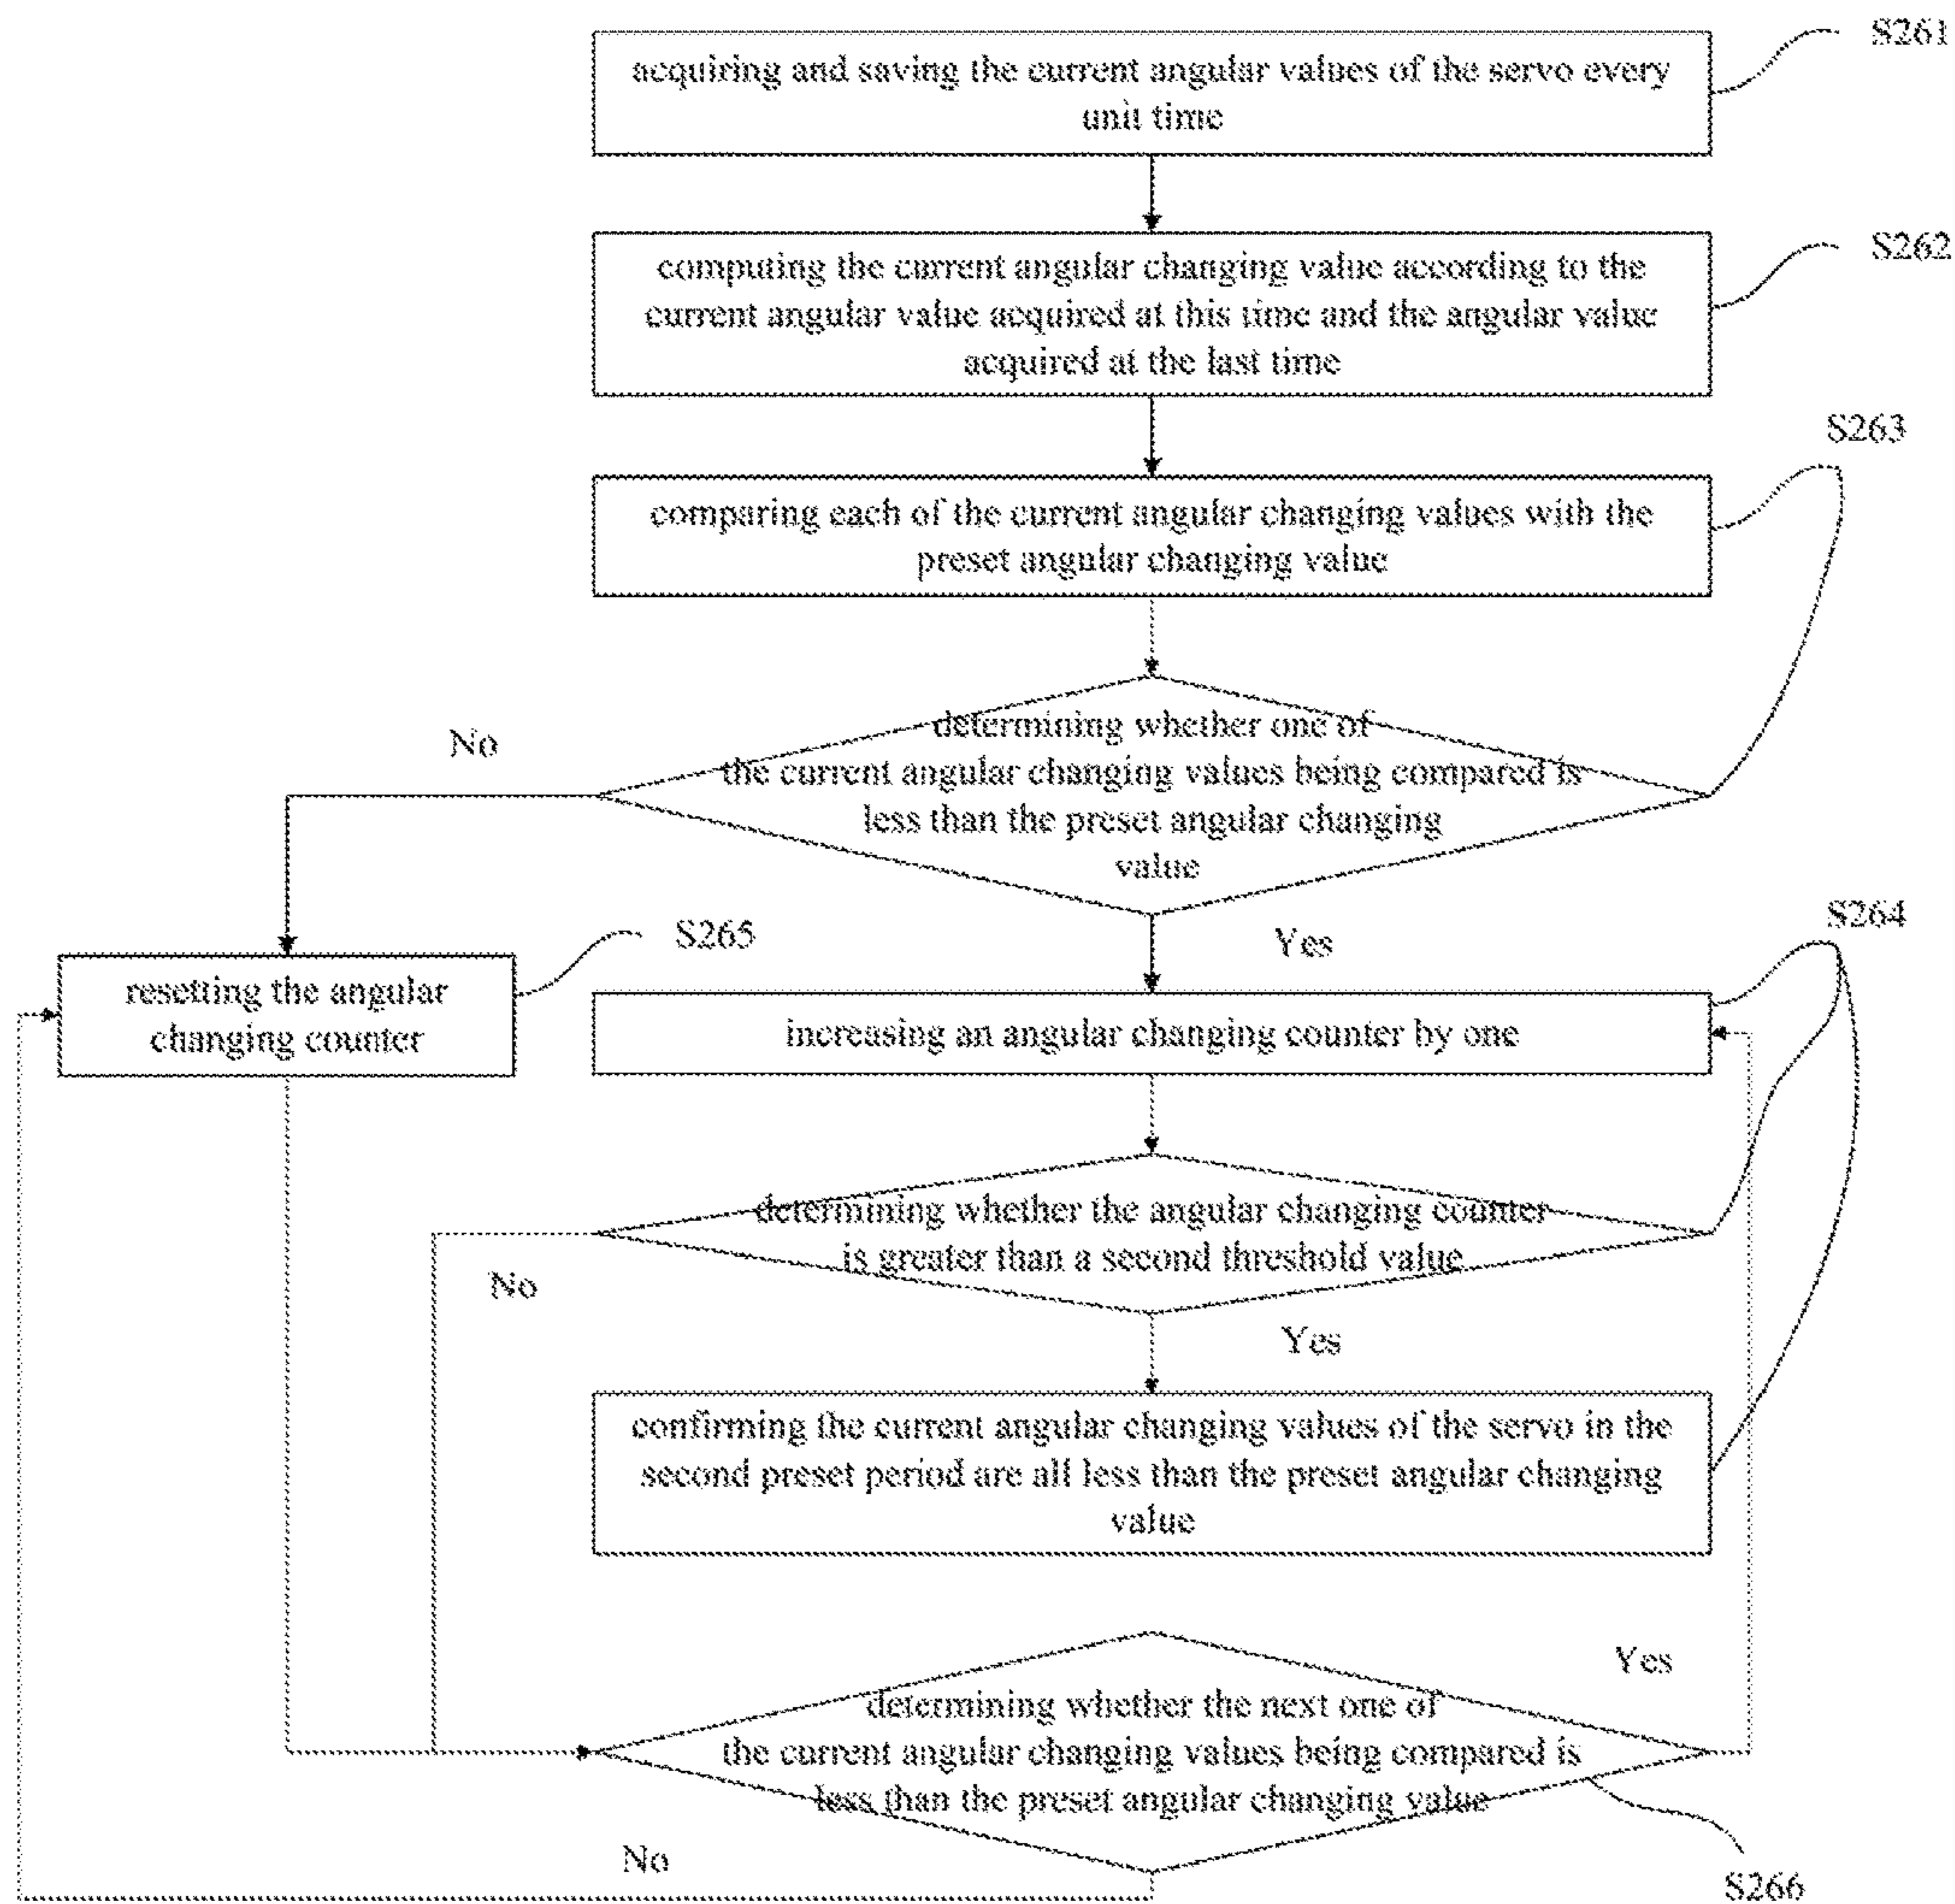 S261
acquiring and saving the current angular values of the servo every
unit time
S262
computing the current angular changing value according to the
current angular value acquired at this time and the angular value
acquired at the last time
S263
comparing each of the current angular changing values with the
preset angular changing value
No
determining whether one of
the current angular changing values being compared is
less than the preset angular changing
value
S264
S265
Yes
resetting the angular
changing counter
increasing an angular changing counter by one
determining whether the angular changing counter
is greater than a second threshold value
No
Yes
confirming the current angular changing values of the servo in the
second preset period are all less than the preset angular changing
value
Yes
determining whether the next one of
the current angular changing values being compared is
less than the preset angular changing value
No
S266